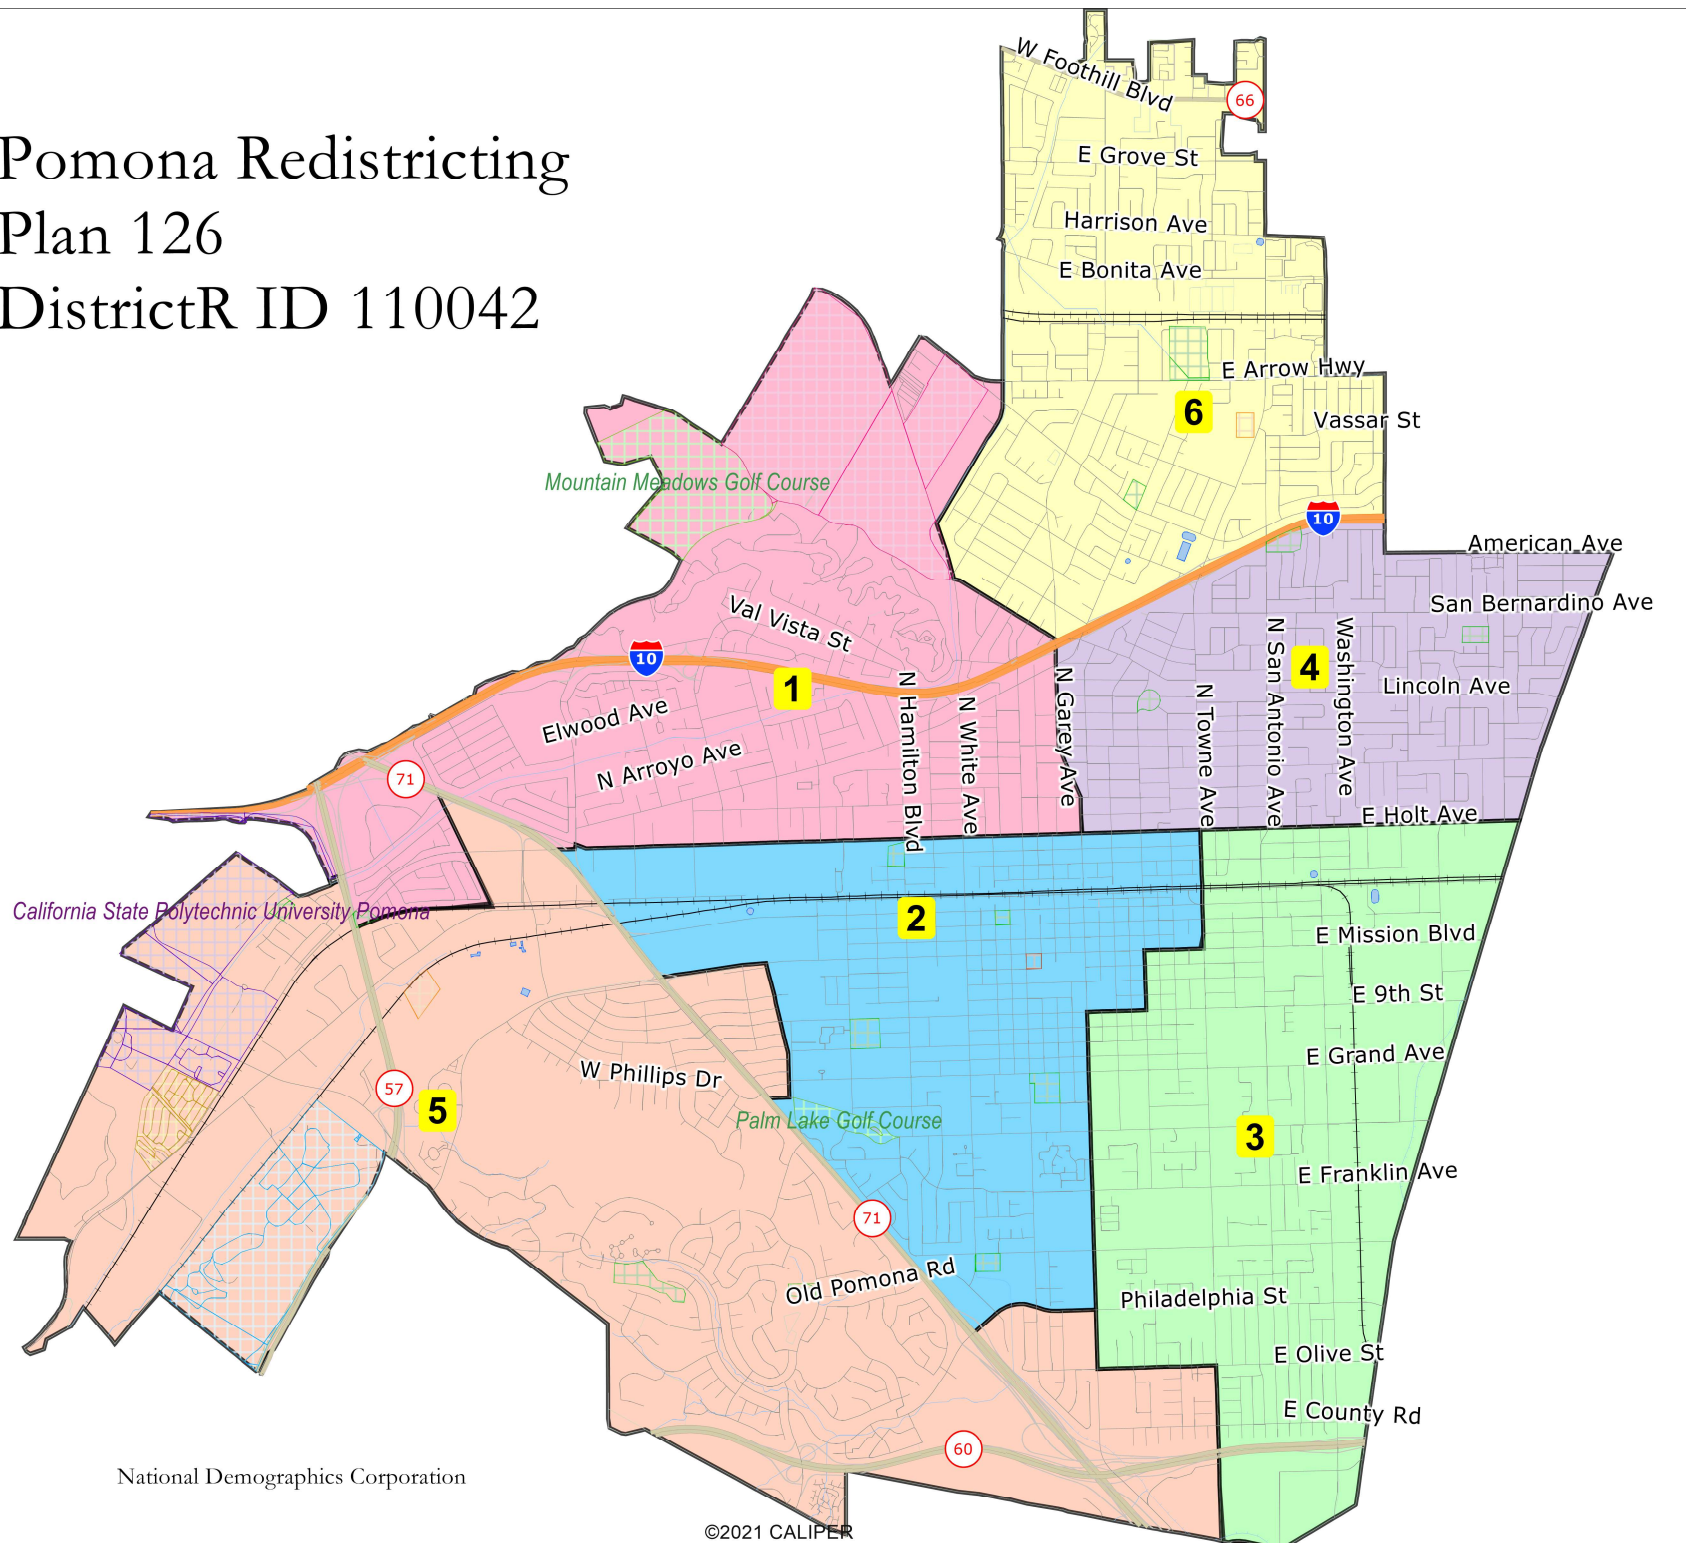 Pomona Redistricting
Plan 126
DistrictR ID 110042
W Foothill Blvd
66
E Grove St
Harrison Ave
E Bonita Ave
E Arrow Hwy
6
Vassar St
Mountain Meadows Golf Course
10
American Ave
San Bernardino Ave
Val Vista St
10
1
4
Lincoln Ave
N Hamilton Blvd
N White Ave
N Garey Ave
N Towne Ave
N San Antonio Ave
Washington Ave
Elwood Ave
N Arroyo Ave
71
E Holt Ave
California State Polytechnic University Pomona
2
E Mission Blvd
E 9th St
E Grand Ave
W Phillips Dr
57
5
Palm Lake Golf Course
3
E Franklin Ave
71
Old Pomona Rd
Philadelphia St
E Olive St
E County Rd
60
National Demographics Corporation
©2021 CALIPER